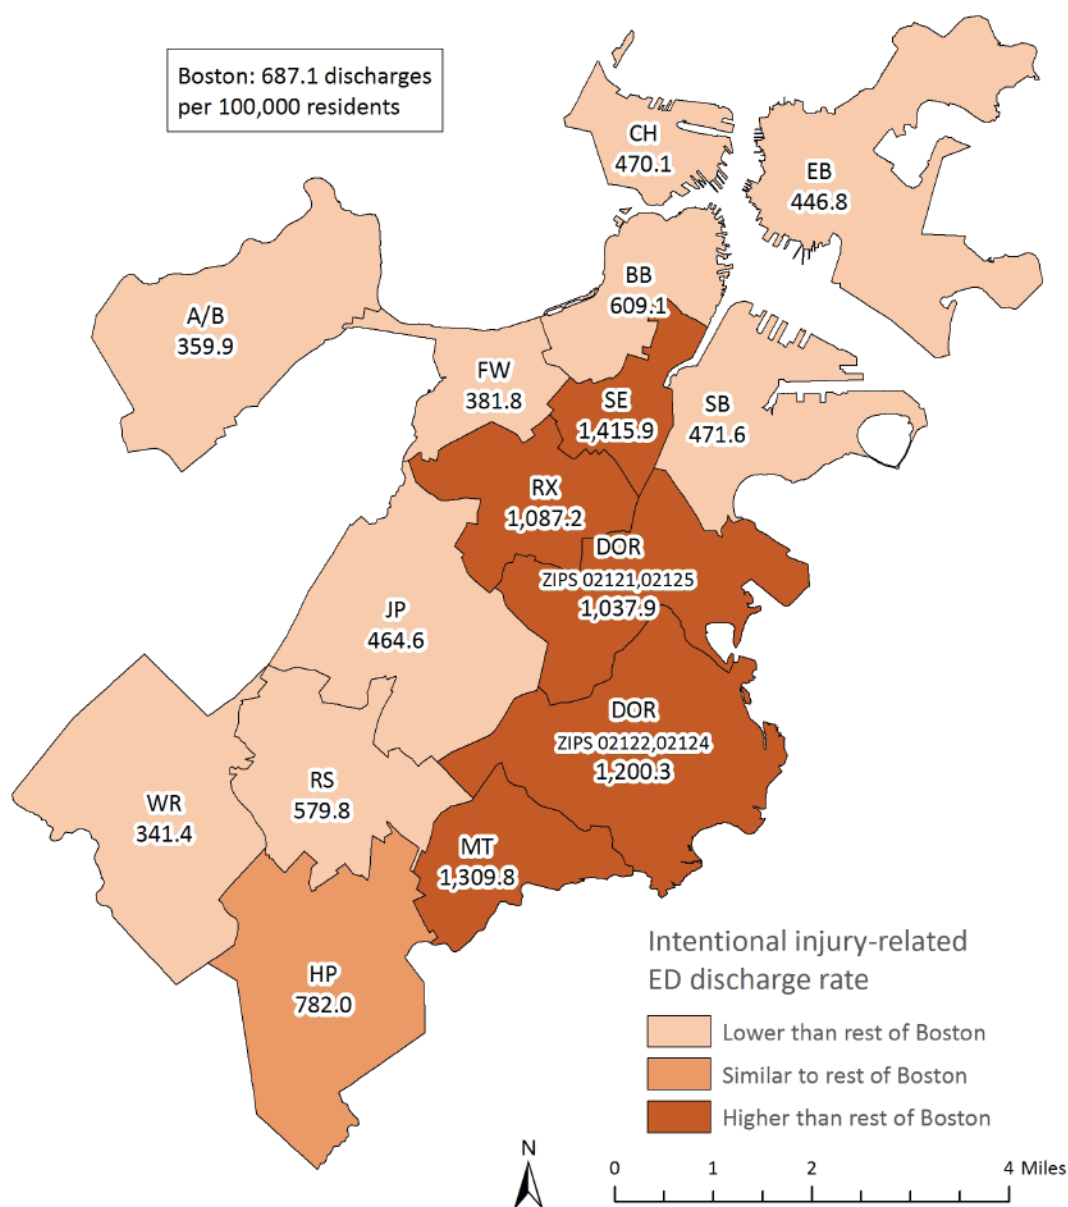 Boston: 687.1 discharges
per 100,000 residents
CH
470.1
EB
446.8
BB
609.1
A/B
359.9
FW
381.8
SE
1,415.9
SB
471.6
RX
1,087.2
DOR
ZIPS 02121,02125
1,037.9
JP
464.6
DOR
ZIPS 02122,02124
1,200.3
RS
579.8
WR
341.4
MT
1,309.8
HP
782.0
Intentional injury-related
ED discharge rate
Lower than rest of Boston
Similar to rest of Boston
Higher than rest of Boston
N
0 1 2 4 Miles